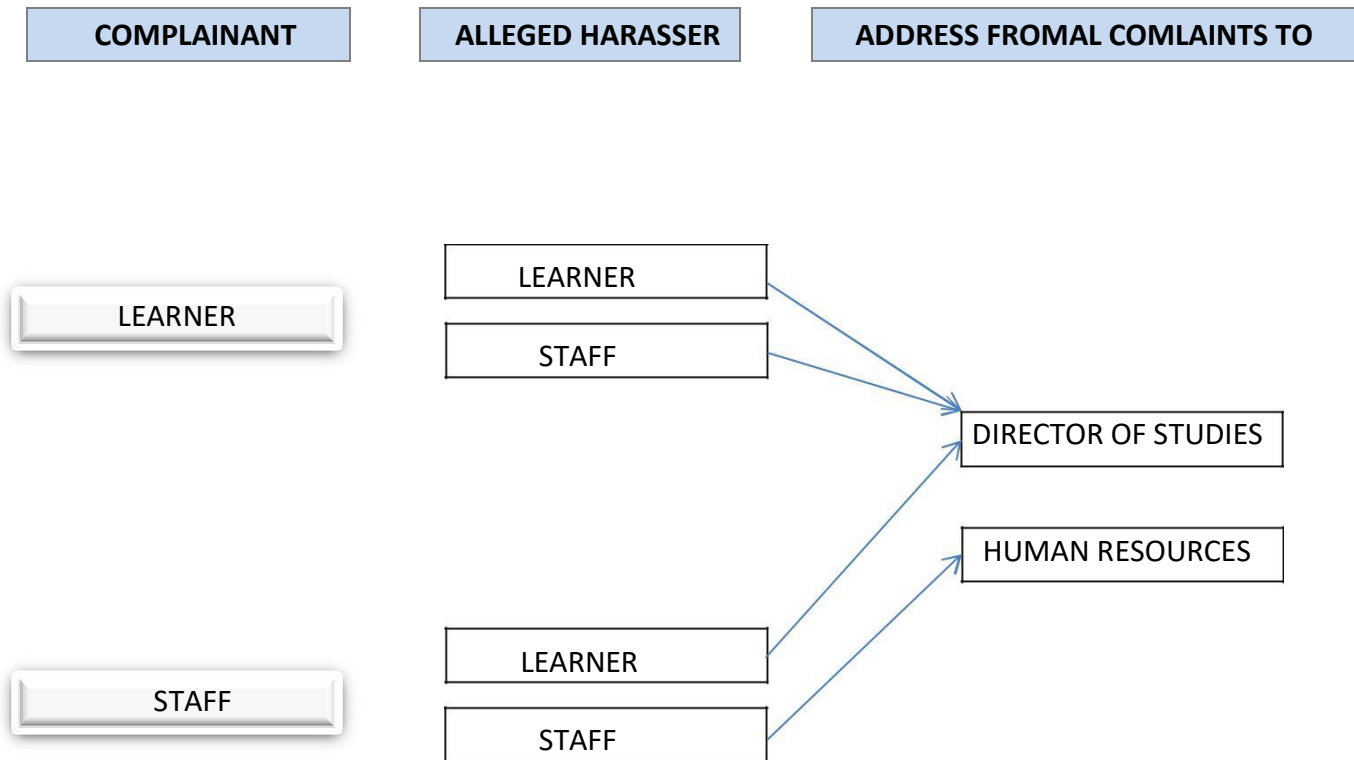 COMPLAINANT
ALLEGED HARASSER
ADDRESS FROMAL COMLAINTS TO
LEARNER
LEARNER
STAFF
DIRECTOR OF STUDIES
HUMAN RESOURCES
STAFF
LEARNER
STAFF